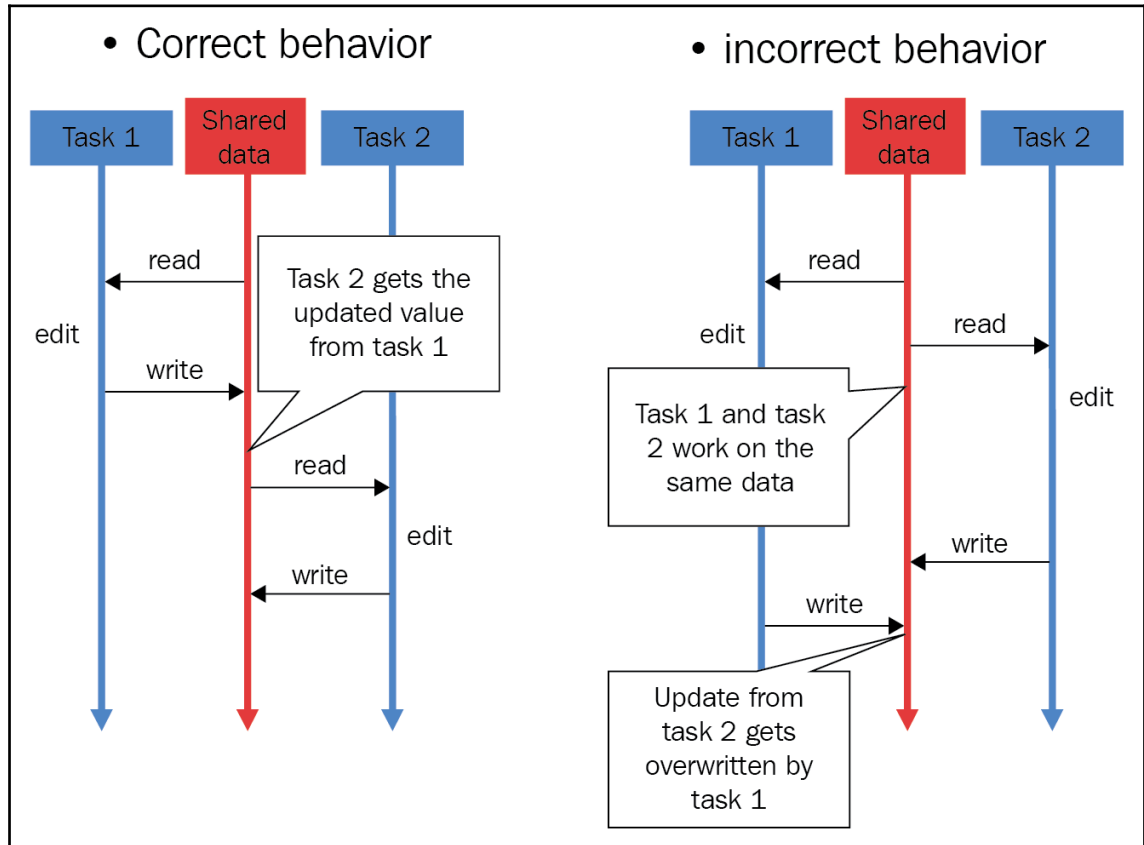 • Correct behavior
Task 1
Shared
data
Task 2
read
Task 2 gets the
updated value
from task 1
edit
write
read
edit
write
• incorrect behavior
Task 1
Shared
data
Task 2
read
read
edit
edit
Task 1 and task
2 work on the
same data
write
write
Update from
task 2 gets
overwritten by
task 1